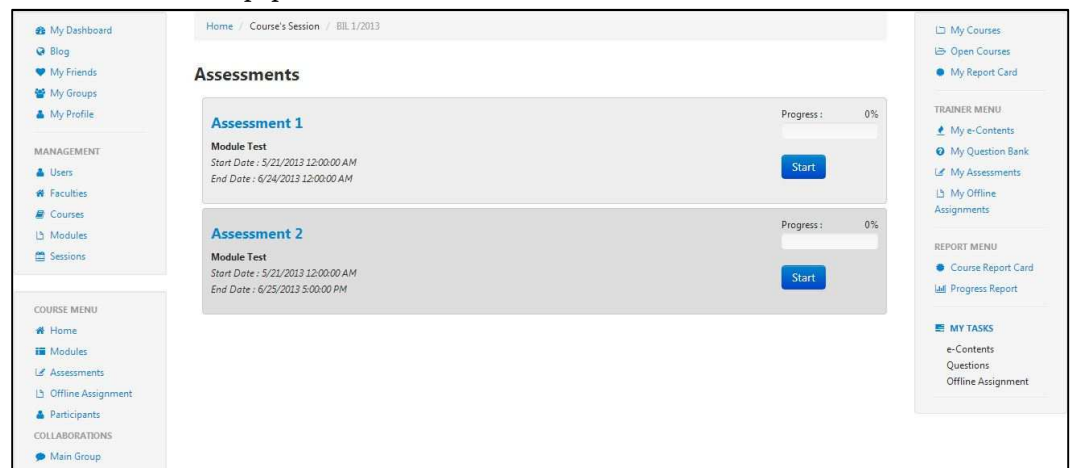 My Dashboard
Blog
My Friends
My Groups
My Profile
MANAGEMENT
Users
Faculties
Courses
Modules
Sessions
COURSE MENU
Home
Modules
Assessments
Offline Assignment
Participants
COLLABORATIONS
Main Group
Home / Course's Session / BIL 1/2013
Assessments
Assessment 1
Module Test
Start Date : 5/21/2013 12:00:00 AM
End Date : 6/24/2013 12:00:00 AM
Progress : 0%
Start
Assessment 2
Module Test
Start Date : 5/21/2013 12:00:00 AM
End Date : 6/25/2013 5:00:00 PM
Progress : 0%
Start
My Courses
Open Courses
My Report Card
TRAINER MENU
My e-Contents
My Question Bank
My Assessments
My Offline
Assignments
REPORT MENU
Course Report Card
Progress Report
MY TASKS
e-Contents
Questions
Offline Assignment